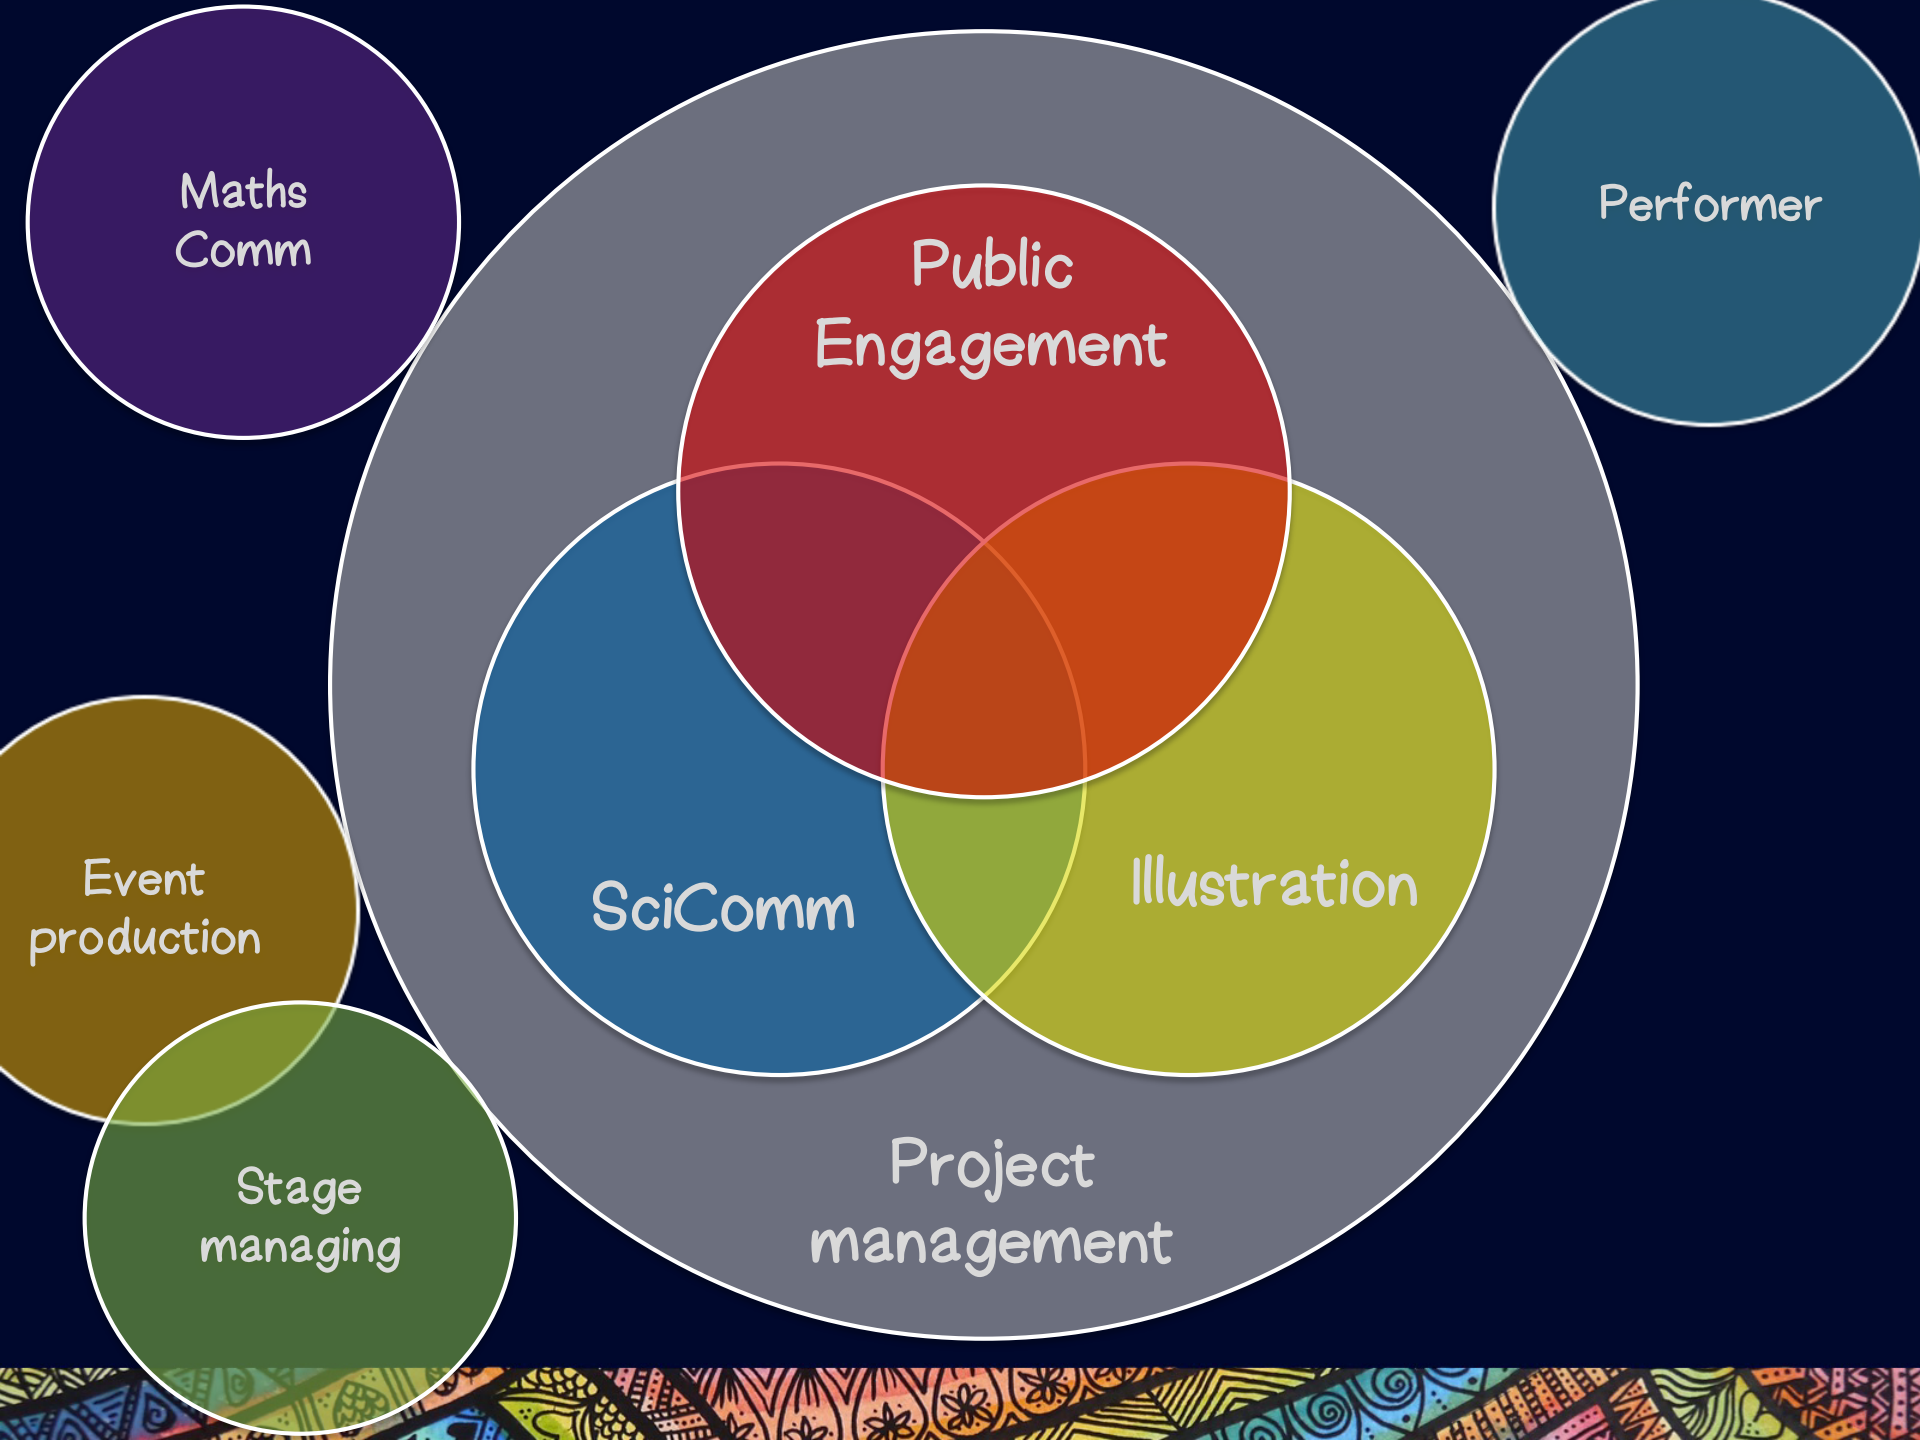 Maths
Comm
Performer
Public
Engagement
Event
production
SciComm
Illustration
Stage
managing
Project
management